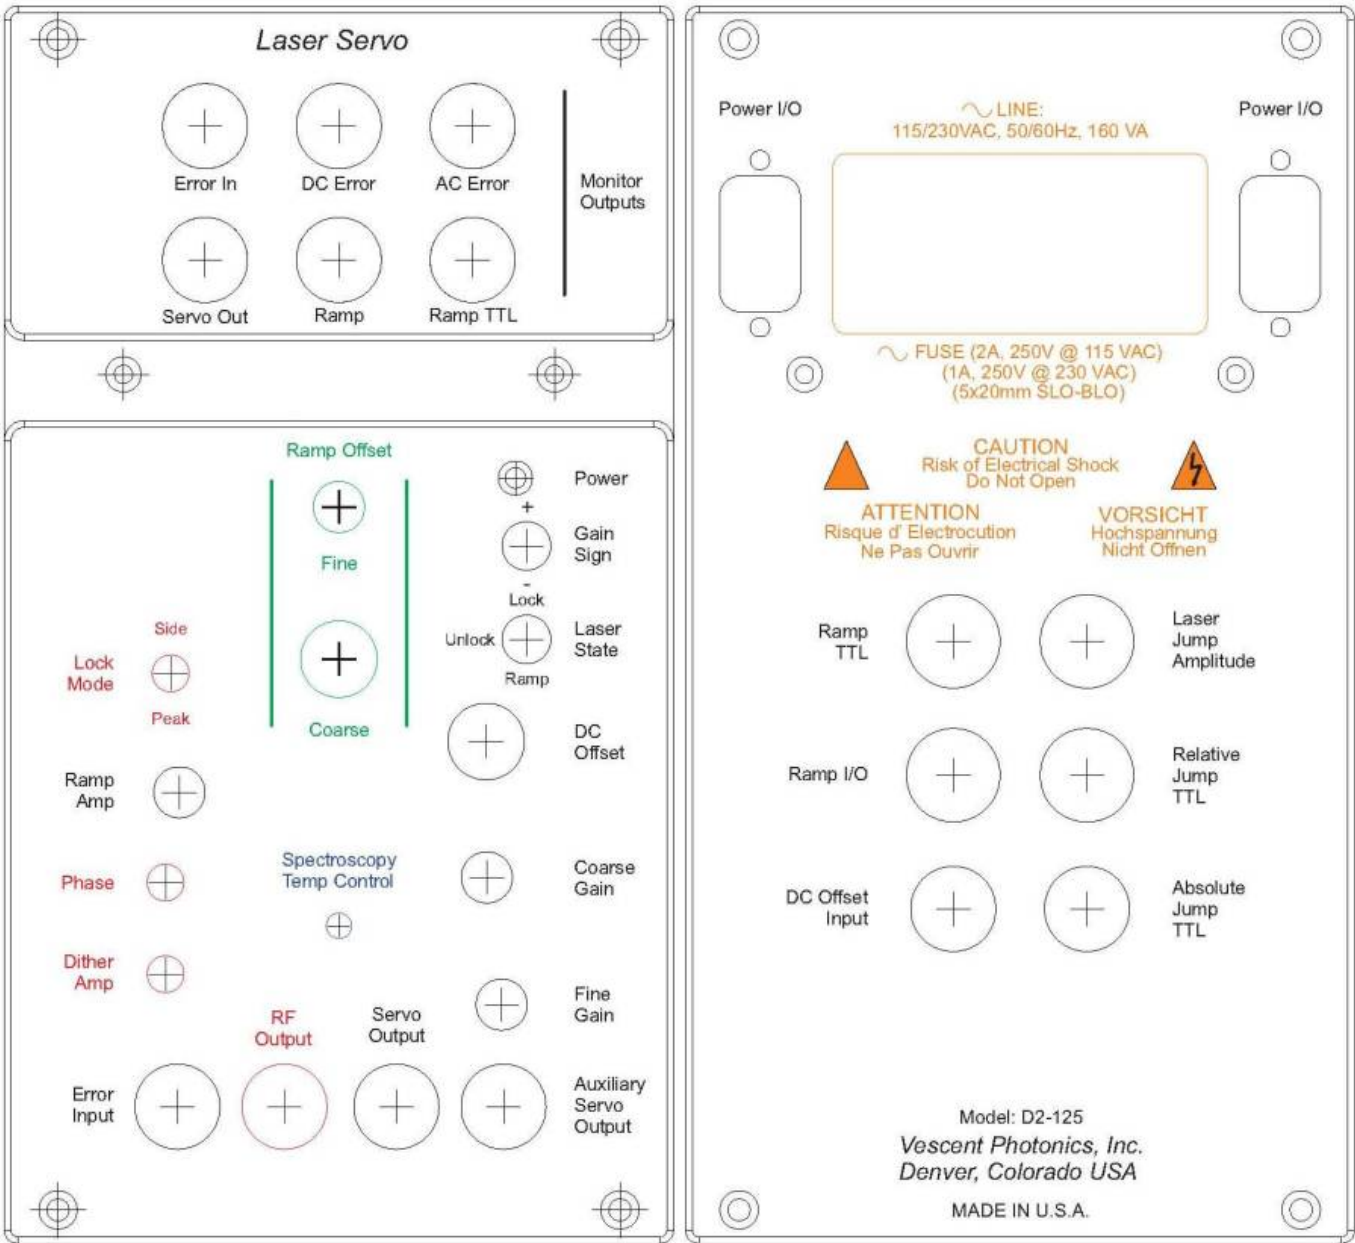 Laser Servo
Error In
DC Error
AC Error
Monitor
Outputs
Servo Out
Ramp
Ramp TTL
Ramp Offset
Fine
Coarse
Power
+
Gain
Sign
-
Lock
Unlock
Laser
State
Ramp
Side
Lock
Mode
Peak
DC
Offset
Ramp
Amp
Phase
Spectroscopy
Temp Control
Coarse
Gain
Dither
Amp
Fine
Gain
RF
Output
Servo
Output
Error
Input
Auxiliary
Servo
Output
Power I/O
LINE:
115/230VAC, 50/60Hz, 160 VA
Power I/O
FUSE (2A, 250V @ 115 VAC)
(1A, 250V @ 230 VAC)
(5x20mm SLO-BLO)
CAUTION
Risk of Electrical Shock
Do Not Open
ATTENTION
Risque d' Electrocution
Ne Pas Ouvrir
VORSICHT
Hochspannung
Nicht Offnen
Ramp
TTL
Laser
Jump
Amplitude
Ramp I/O
Relative
Jump
TTL
DC Offset
Input
Absolute
Jump
TTL
Model: D2-125
Vescent Photonics, Inc.
Denver, Colorado USA
MADE IN U.S.A.